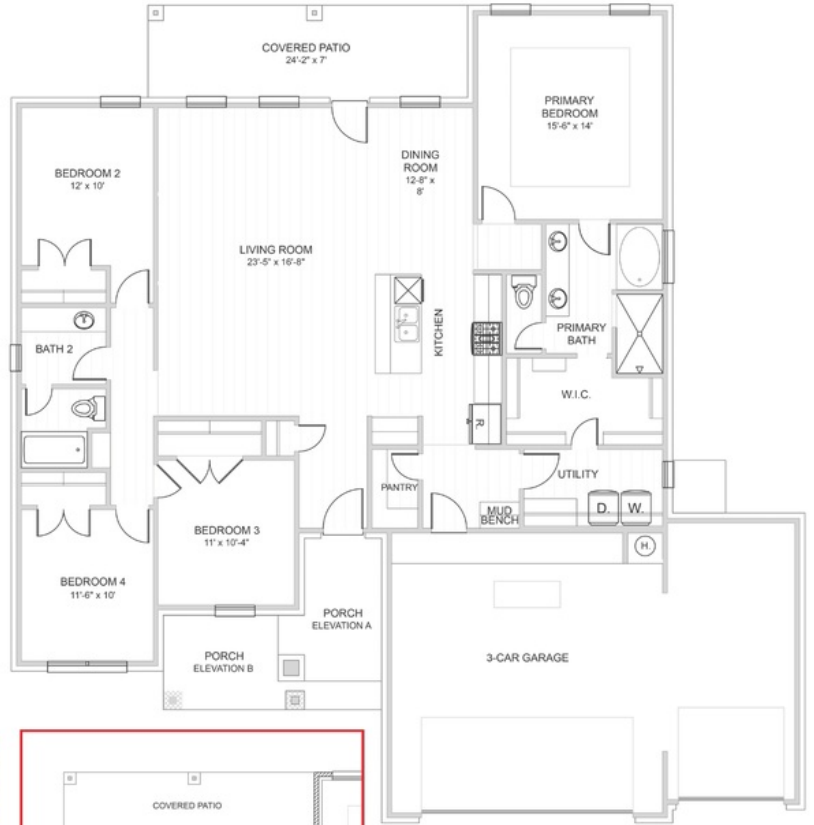 COVERED PATIO
24'-2" x 7'
PRIMARY
BEDROOM
15'-6" x 14'
BEDROOM 2
12' x 10'
DINING
ROOM
12-8" x
8'
LIVING ROOM
23'-5" x 16'-8"
KITCHEN
PRIMARY
BATH
BATH 2
W.I.C.
R.
PANTRY
UTILITY
MUD
BENCH
D.
W.
BEDROOM 3
11' x 10'-4"
H.
BEDROOM 4
11'-6" x 10'
PORCH
ELEVATION A
PORCH
ELEVATION B
3-CAR GARAGE
COVERED PATIO